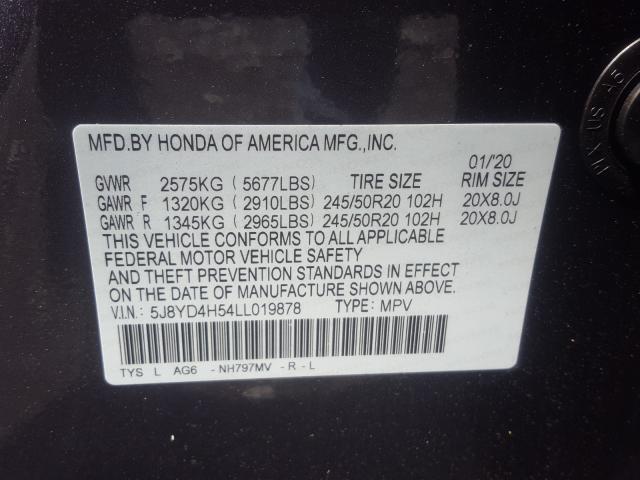 MFD.BY HONDA OF AMERICA MFG.,INC.
01/'20
GVWR 2575KG ( 5677LBS) TIRE SIZE RIM SIZE
GAWR F 1320KG ( 2910LBS) 245/50R20 102H 20X8.0J
GAWR R 1345KG ( 2965LBS) 245/50R20 102H 20X8.0J
THIS VEHICLE CONFORMS TO ALL APPLICABLE
FEDERAL MOTOR VEHICLE SAFETY
AND THEFT PREVENTION STANDARDS IN EFFECT
ON THE DATE OF MANUFACTURE SHOWN ABOVE.
V.I.N.: 5J8YD4H54LL019878 TYPE: MPV
TYS L AG6 -NH797MV -R-L